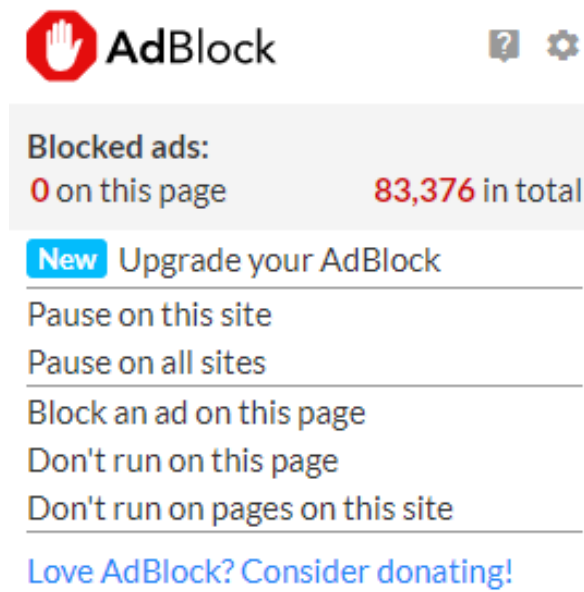 AdBlock
Blocked ads:
0 on this page 83,376 in total
New Upgrade your AdBlock
Pause on this site
Pause on all sites
Block an ad on this page
Don't run on this page
Don't run on pages on this site
Love AdBlock? Consider donating!